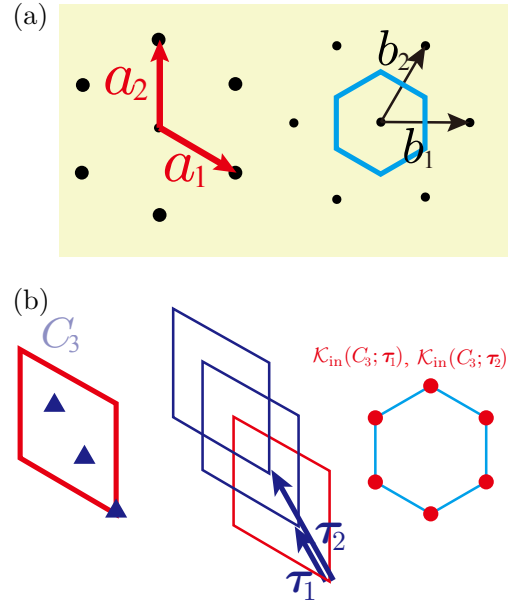 (a)
a₂
a₁
b₂
b₁
(b)
C₃
𝒦in(C₃; τ₁), 𝒦in(C₃; τ₂)
τ₂
τ₁